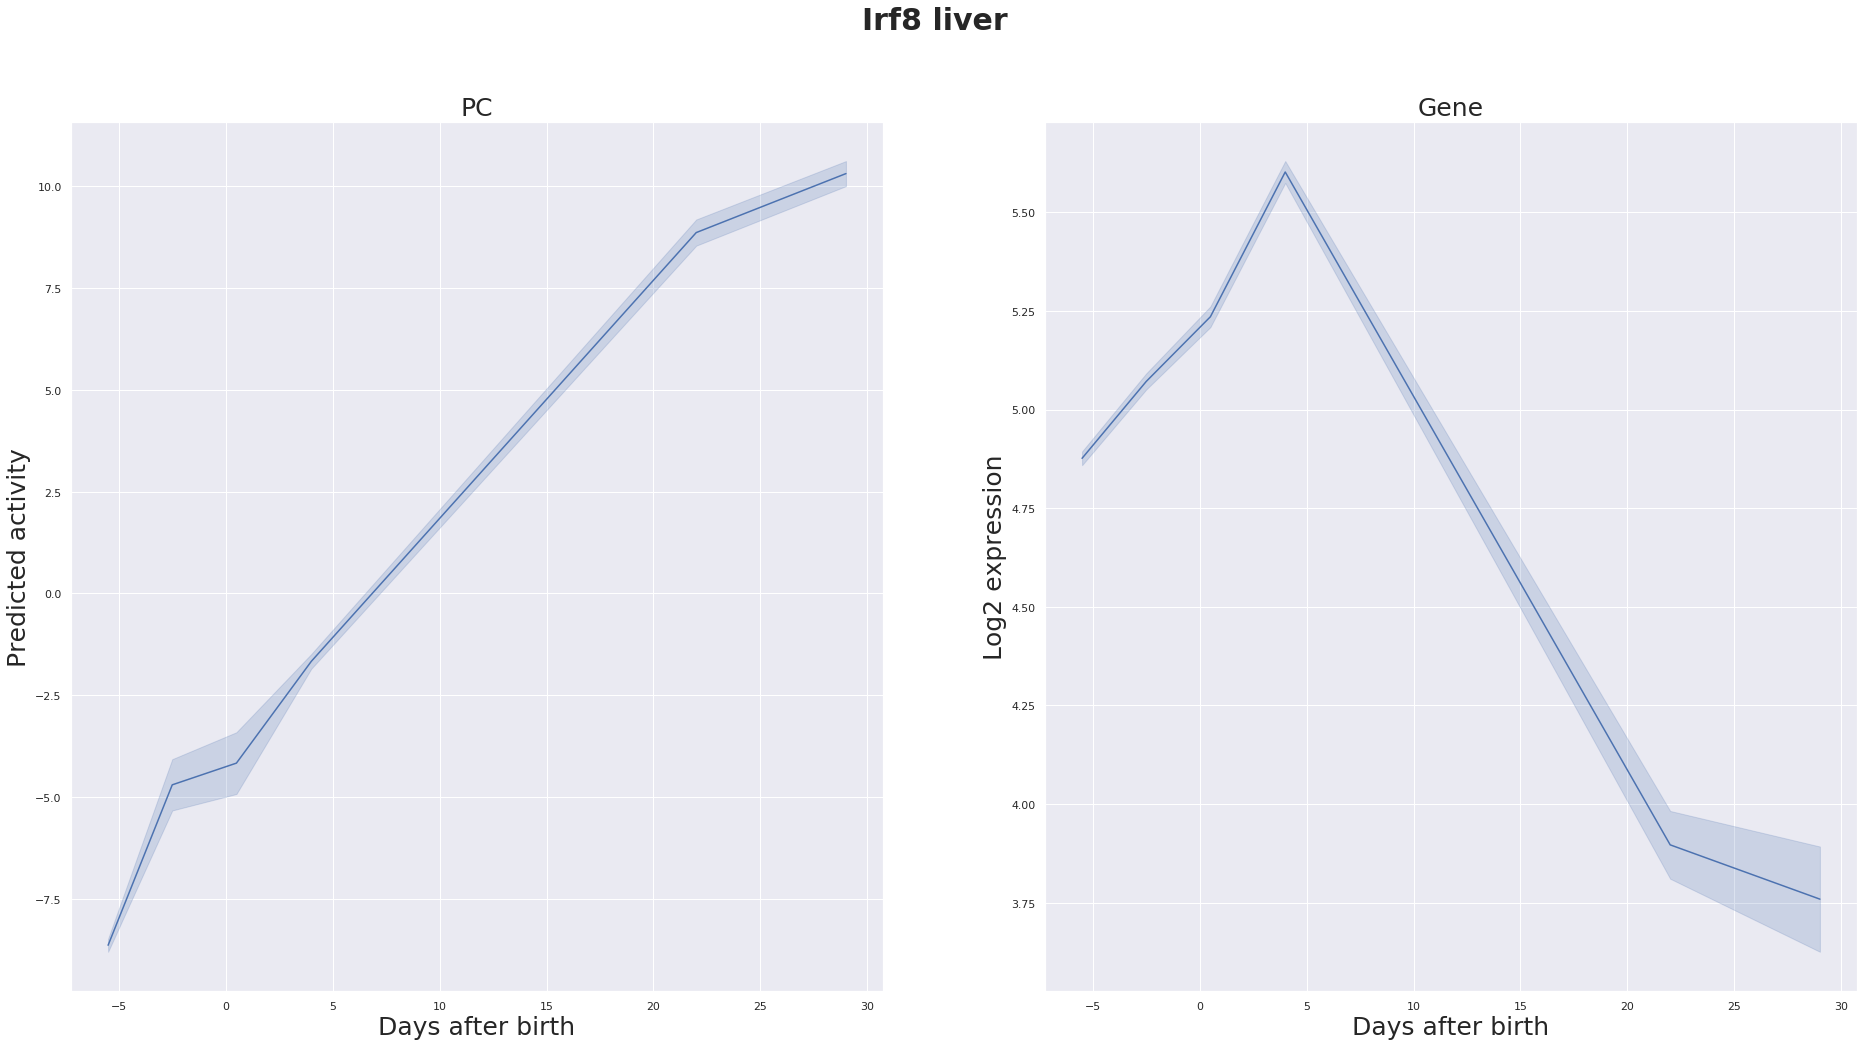 Irf8 liver
PC
Predicted activity
10.0
7.5
5.0
2.5
0.0
−2.5
−5.0
−7.5
−5 0 5 10 15 20 25 30
Days after birth
Gene
Log2 expression
5.50
5.25
5.00
4.75
4.50
4.25
4.00
3.75
−5 0 5 10 15 20 25 30
Days after birth